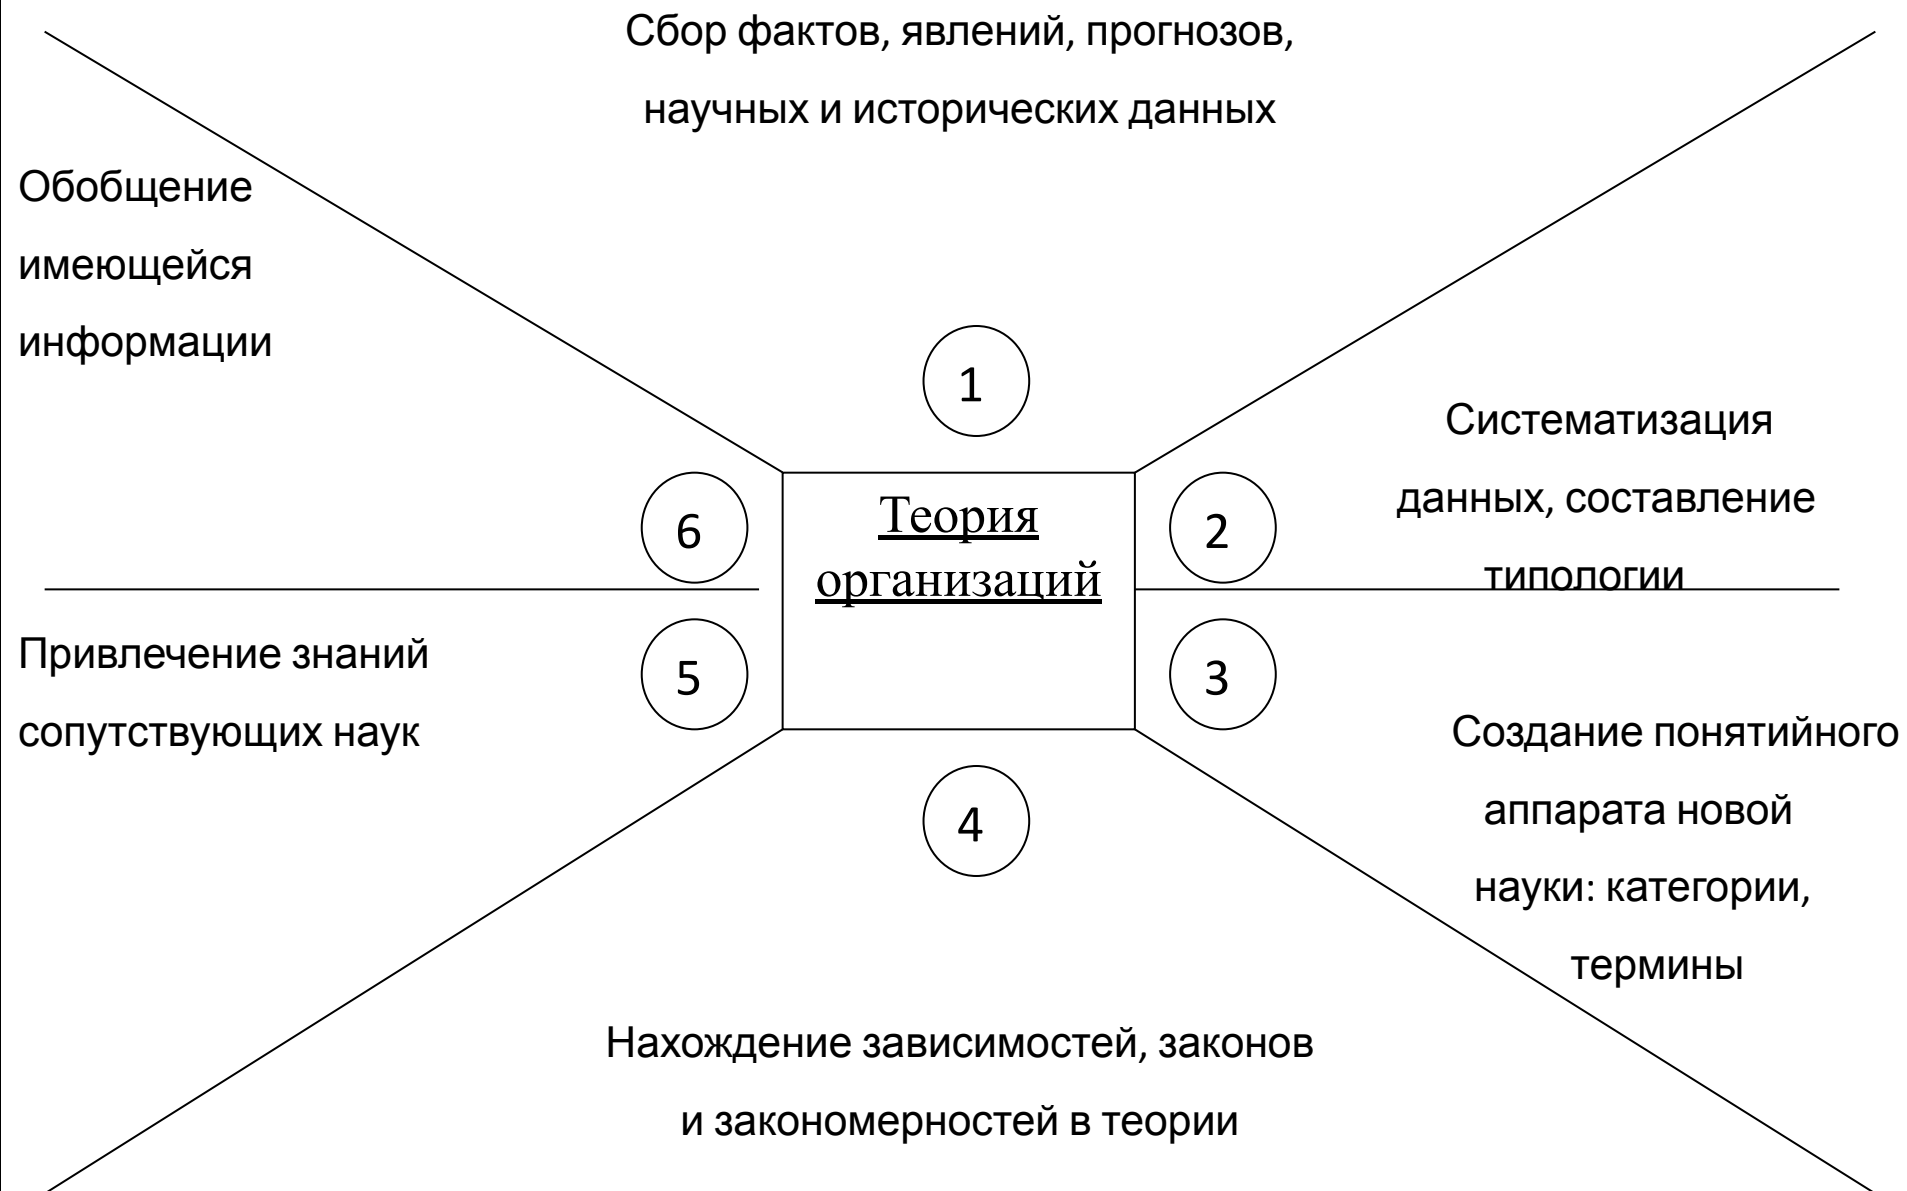 Сбор фактов, явлений, прогнозов,
научных и исторических данных
Обобщение
имеющейся
информации
1
Систематизация
данных, составление
типологии
6
Теория
организаций
2
Привлечение знаний
сопутствующих наук
5
3
Создание понятийного
аппарата новой
науки: категории,
термины
4
Нахождение зависимостей, законов
и закономерностей в теории